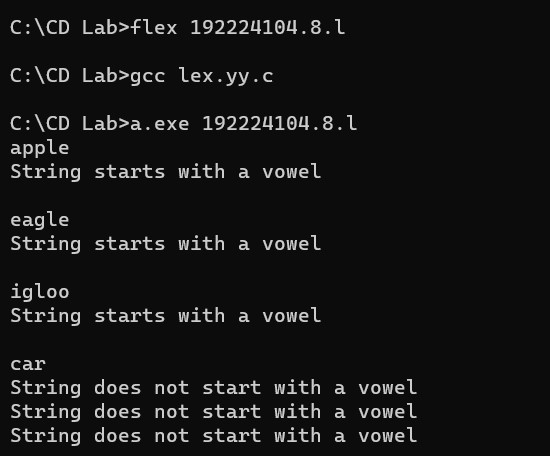 C:\CD Lab>flex 192224104.8.l
C:\CD Lab>gcc lex.yy.c
C:\CD Lab>a.exe 192224104.8.l
apple
String starts with a vowel
eagle
String starts with a vowel
igloo
String starts with a vowel
car
String does not start with a vowel
String does not start with a vowel
String does not start with a vowel